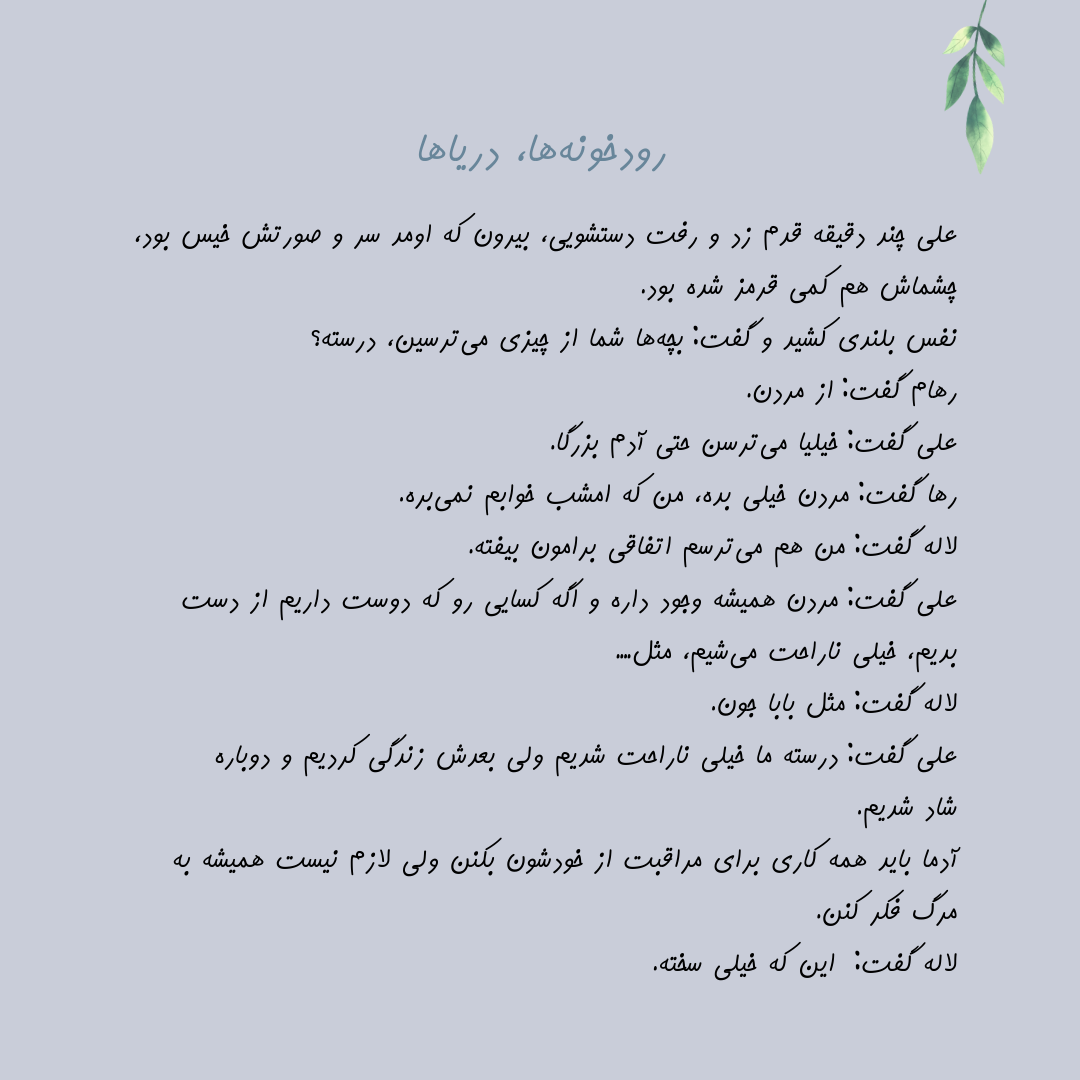 رودخونه‌ها، دریاها
علی چند دقیقه قدم زد و رفت دستشویی، بیرون که اومد سر و صورتش خیس بود،
چشماش هم کمی قرمز شده بود.
نفس بلندی کشید و گفت: بچه‌ها شما از چیزی می‌ترسین، درسته؟
رهام گفت: از مردن.
علی گفت: خیلیا می‌ترسن حتی آدم بزرگا.
رها گفت: مردن خیلی بده، من که امشب خوابم نمی‌بره.
لاله گفت: من هم می‌ترسم اتفاقی برامون بیفته.
علی گفت: مردن همیشه وجود داره و اگه کسایی رو که دوست داریم از دست
بدیم، خیلی ناراحت می‌شیم، مثل....
لاله گفت: مثل بابا جون.
علی گفت: درسته ما خیلی ناراحت شدیم ولی بعدش زندگی کردیم و دوباره
شاد شدیم.
آدما باید همه کاری برای مراقبت از خودشون بکنن ولی لازم نیست همیشه به
مرگ فکر کنن.
لاله گفت: این که خیلی سخته.